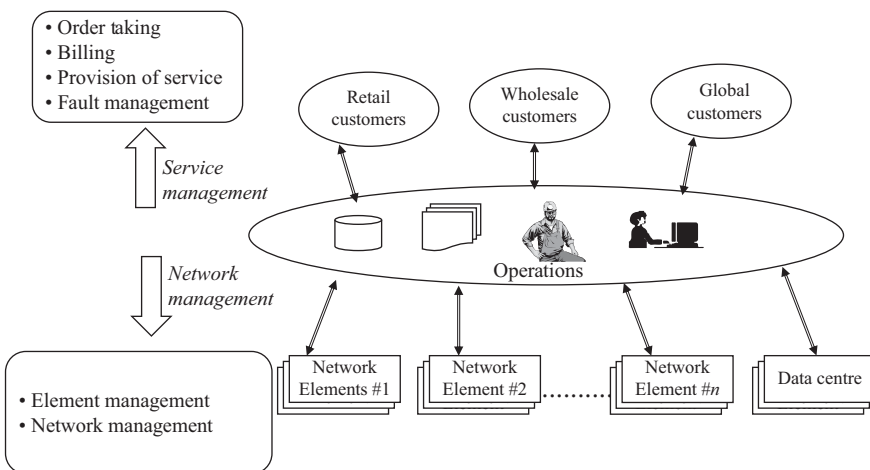 • Order taking
• Billing
• Provision of service
• Fault management
Retail
customers
Wholesale
customers
Global
customers
Service
management
Operations
Network
management
Network
Elements #1
Network
Element #2
Network
Element #n
Data centre
• Element management
• Network management